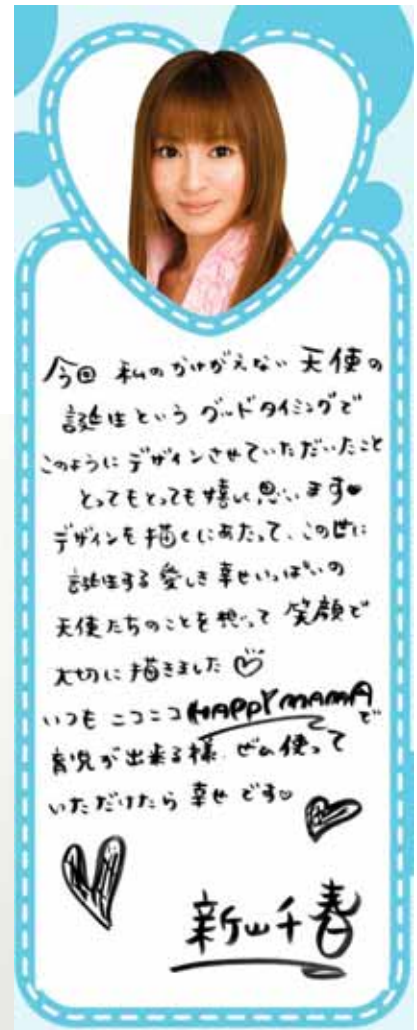 今回 私のかけがえない 天使の
誕生という グッドタイミングで
このように デザインさせていただいたこと
とってもとっても嬉しく思います♥
デザインを描くにあたって、この世に
誕生する 愛しき 幸せいっぱいの
天使たちのことを想って 笑顔で
大切に描きました♡
いつも ニコニコ HAPPY MAMAで
育児が出来る様、ぜひ使って
いただけたら 幸せ です♡
新山千春